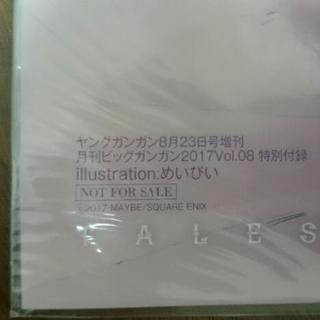 ヤングガンガン8月23日号増刊
月刊ビッグガンガン2017Vol.08 特別付録
illustration:めいびい
NOT FOR SALE
©2017 MAYBE/SQUARE ENIX
TALES